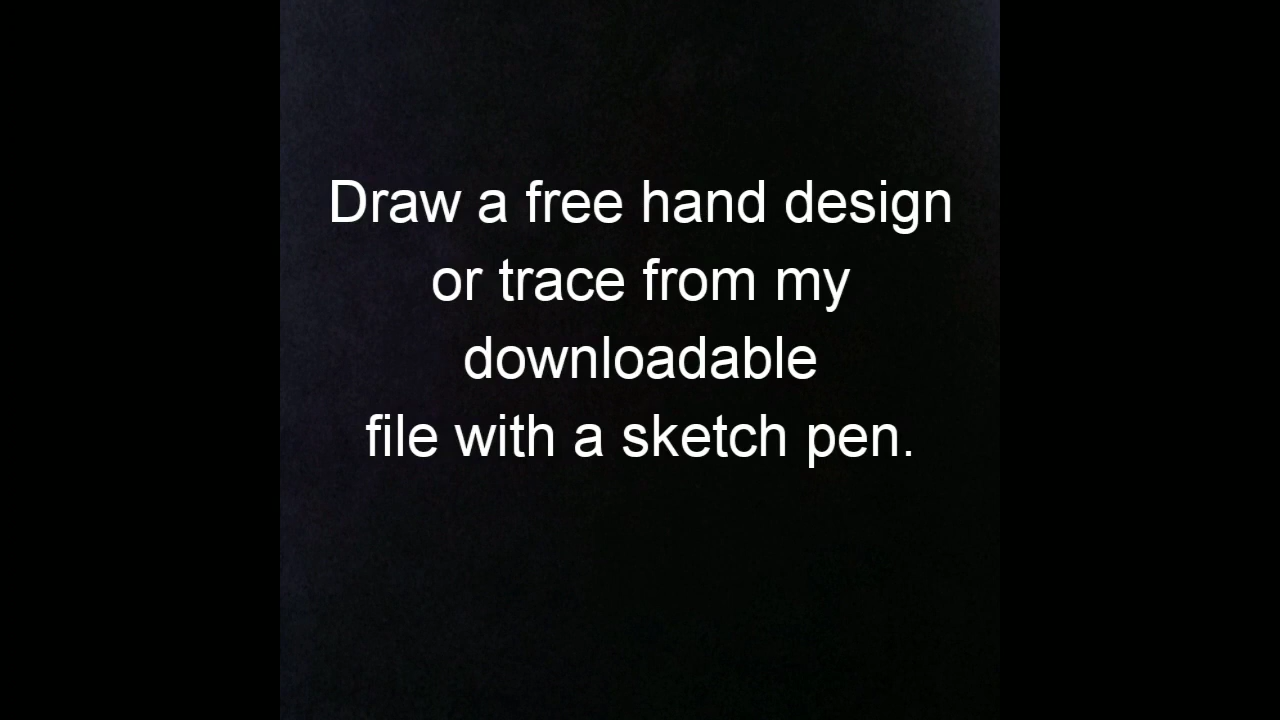 Draw a free hand design
or trace from my
downloadable
file with a sketch pen.